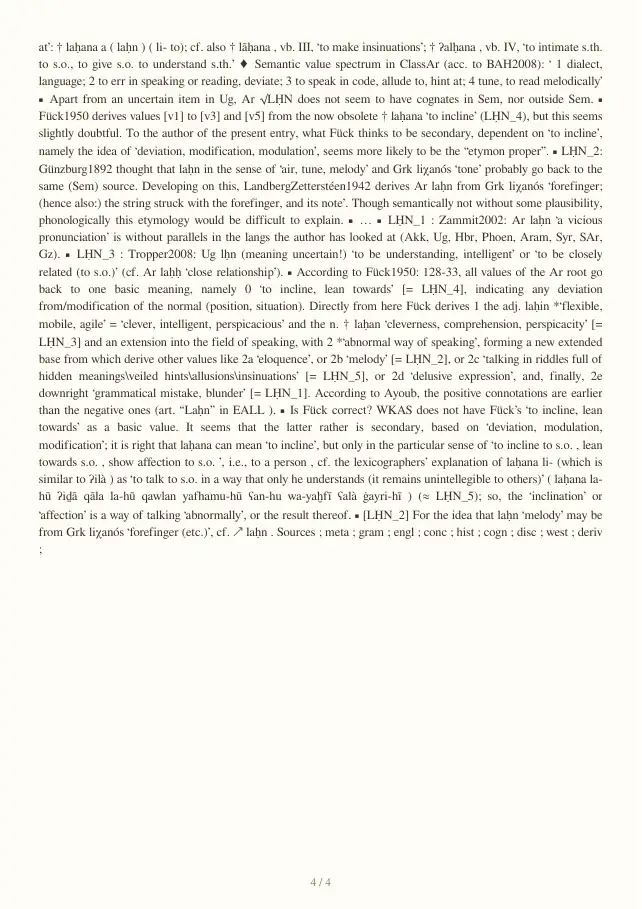 at’: † laḥana a ( laḥn ) ( li- to); cf. also † lāḥana , vb. III, ‘to make insinuations’; † ʔalḥana , vb. IV, ‘to intimate s.th.
to s.o., to give s.o. to understand s.th.’ ♦ Semantic value spectrum in ClassAr (acc. to BAH2008): ‘ 1 dialect,
language; 2 to err in speaking or reading, deviate; 3 to speak in code, allude to, hint at; 4 tune, to read melodically’
▪ Apart from an uncertain item in Ug, Ar √LḤN does not seem to have cognates in Sem, nor outside Sem. ▪
Fück1950 derives values [v1] to [v3] and [v5] from the now obsolete † laḥana ‘to incline’ (LḤN_4), but this seems
slightly doubtful. To the author of the present entry, what Fück thinks to be secondary, dependent on ‘to incline’,
namely the idea of ‘deviation, modification, modulation’, seems more likely to be the “etymon proper”. ▪ LḤN_2:
Günzburg1892 thought that laḥn in the sense of ‘air, tune, melody’ and Grk liχanós ‘tone’ probably go back to the
same (Sem) source. Developing on this, LandbergZetterstéen1942 derives Ar laḥn from Grk liχanós ‘forefinger;
(hence also:) the string struck with the forefinger, and its note’. Though semantically not without some plausibility,
phonologically this etymology would be difficult to explain. ▪ … ▪ LḤN_1 : Zammit2002: Ar laḥn ‘a vicious
pronunciation’ is without parallels in the langs the author has looked at (Akk, Ug, Hbr, Phoen, Aram, Syr, SAr,
Gz). ▪ LḤN_3 : Tropper2008: Ug lḥn (meaning uncertain!) ‘to be understanding, intelligent’ or ‘to be closely
related (to s.o.)’ (cf. Ar laḥḥ ‘close relationship’). ▪ According to Fück1950: 128-33, all values of the Ar root go
back to one basic meaning, namely 0 ‘to incline, lean towards’ [= LḤN_4], indicating any deviation
from/modification of the normal (position, situation). Directly from here Fück derives 1 the adj. laḥin *‘flexible,
mobile, agile’ = ‘clever, intelligent, perspicacious’ and the n. † laḥan ‘cleverness, comprehension, perspicacity’ [=
LḤN_3] and an extension into the field of speaking, with 2 *‘abnormal way of speaking’, forming a new extended
base from which derive other values like 2a ‘eloquence’, or 2b ‘melody’ [= LḤN_2], or 2c ‘talking in riddles full of
hidden meanings\veiled hints\allusions\insinuations’ [= LḤN_5], or 2d ‘delusive expression’, and, finally, 2e
downright ‘grammatical mistake, blunder’ [= LḤN_1]. According to Ayoub, the positive connotations are earlier
than the negative ones (art. “Laḥn” in EALL ). ▪ Is Fück correct? WKAS does not have Fück’s ‘to incline, lean
towards’ as a basic value. It seems that the latter rather is secondary, based on ‘deviation, modulation,
modification’; it is right that laḥana can mean ‘to incline’, but only in the particular sense of ‘to incline to s.o. , lean
towards s.o. , show affection to s.o. ’, i.e., to a person , cf. the lexicographers’ explanation of laḥana li- (which is
similar to ʔilà ) as ‘to talk to s.o. in a way that only he understands (it remains unintellegible to others)’ ( laḥana la-
hū ʔiḏā qāla la-hū qawlan yafhamu-hū ʕan-hu wa-yaḫfī ʕalà ġayri-hī ) (≈ LḤN_5); so, the ‘inclination’ or
‘affection’ is a way of talking ‘abnormally’, or the result thereof. ▪ [LḤN_2] For the idea that laḥn ‘melody’ may be
from Grk liχanós ‘forefinger (etc.)’, cf. ↗ laḥn . Sources ; meta ; gram ; engl ; conc ; hist ; cogn ; disc ; west ; deriv
;
4 / 4